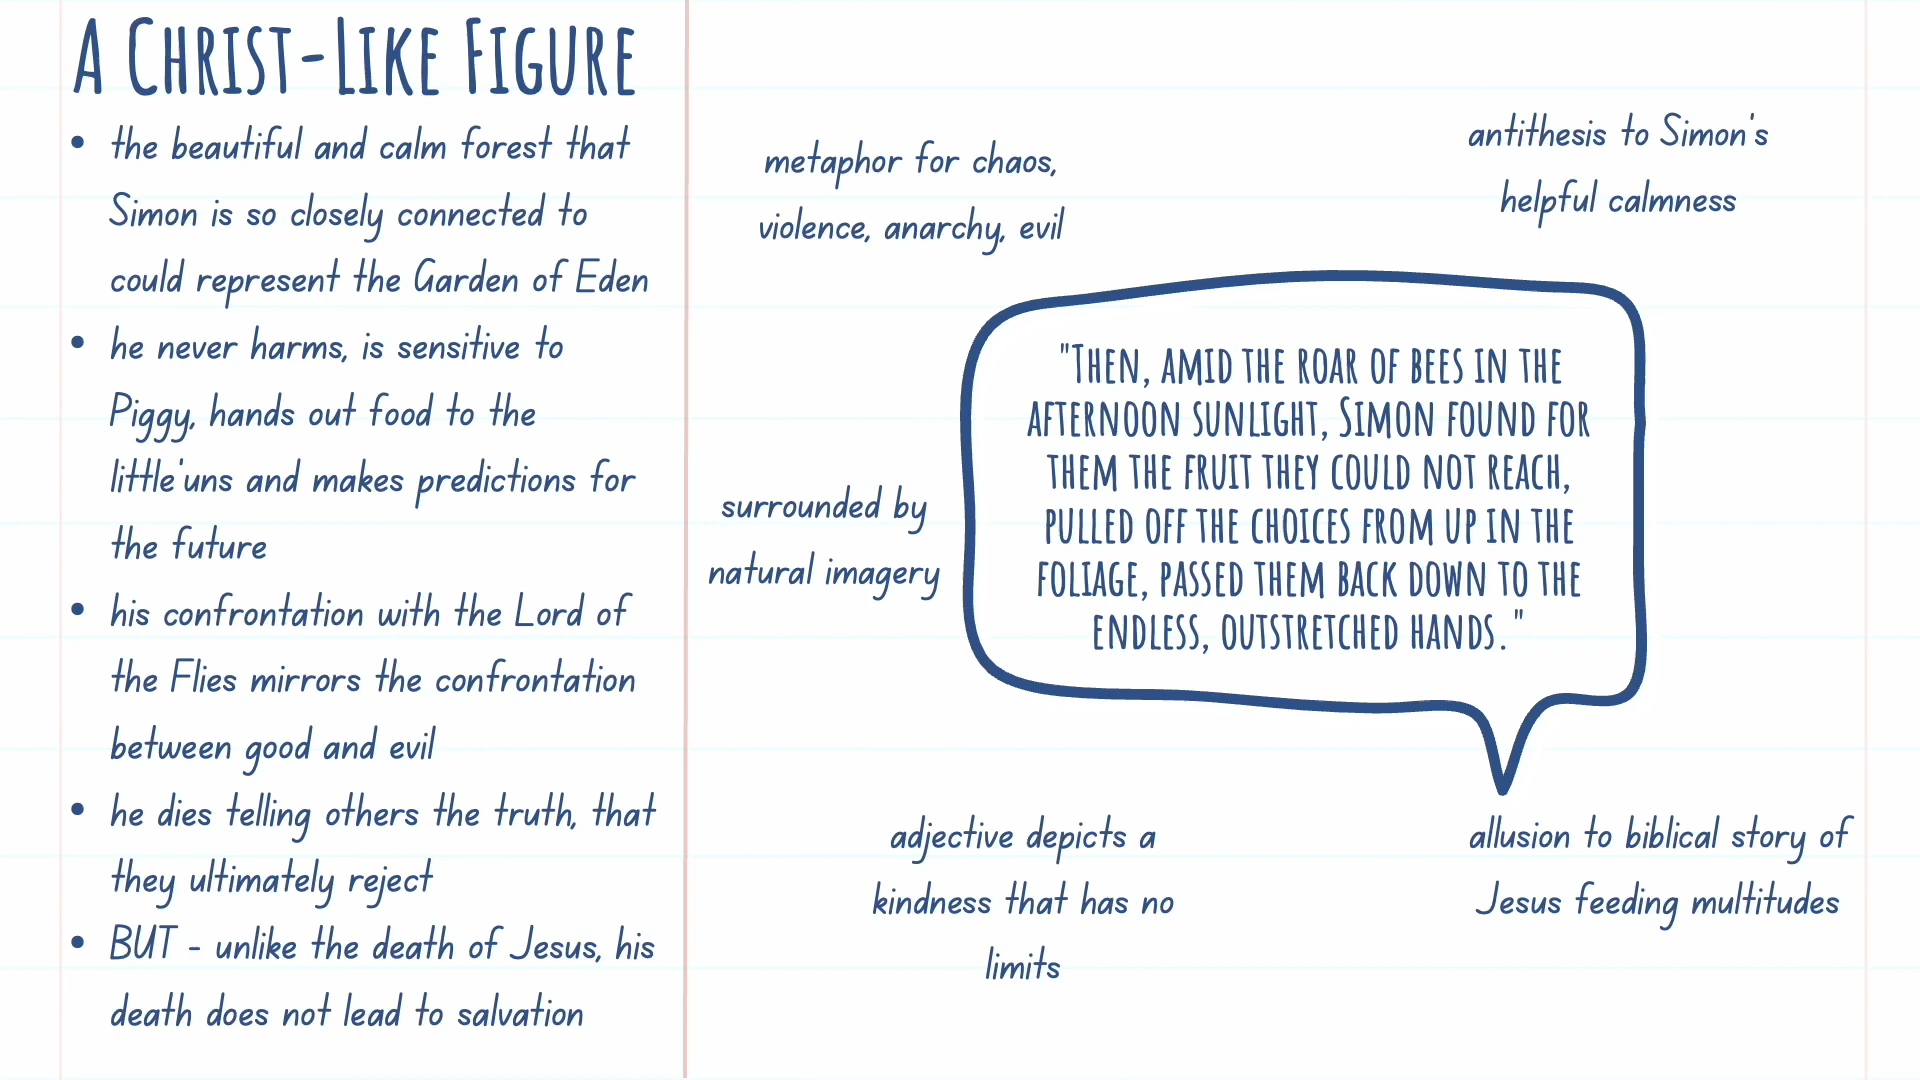 A Christ-Like Figure
• the beautiful and calm forest that
Simon is so closely connected to
could represent the Garden of Eden
• he never harms, is sensitive to
Piggy, hands out food to the
little'uns and makes predictions for
the future
• his confrontation with the Lord of
the Flies mirrors the confrontation
between good and evil
• he dies telling others the truth, that
they ultimately reject
• BUT - unlike the death of Jesus, his
death does not lead to salvation
metaphor for chaos,
violence, anarchy, evil
antithesis to Simon's
helpful calmness
surrounded by
natural imagery
"Then, amid the roar of bees in the
afternoon sunlight, Simon found for
them the fruit they could not reach,
pulled off the choices from up in the
foliage, passed them back down to the
endless, outstretched hands. "
adjective depicts a
kindness that has no
limits
allusion to biblical story of
Jesus feeding multitudes